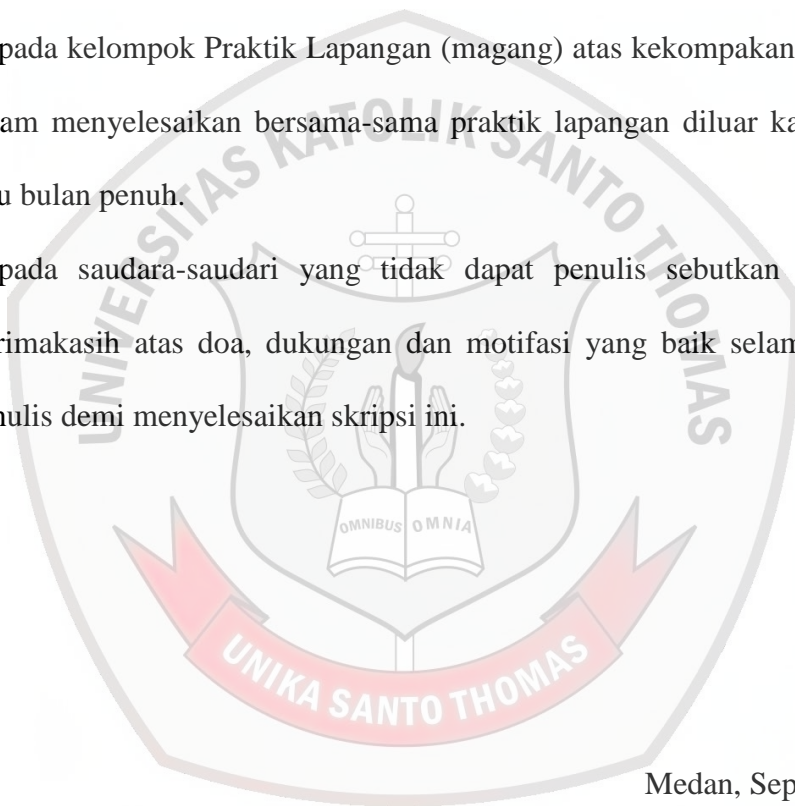 pada kelompok Praktik Lapangan (magang) atas kekompakan
am menyelesaikan bersama-sama praktik lapangan diluar ka
u bulan penuh.
pada saudara-saudari yang tidak dapat penulis sebutkan
rimakasih atas doa, dukungan dan motifasi yang baik selam
nulis demi menyelesaikan skripsi ini.
UNIVERSITAS KATOLIK SANTO THOMAS
OMNIBUS OMNIA
UNIKA SANTO THOMAS
Medan, Sep